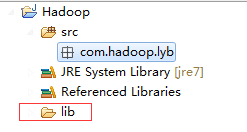 Hadoop
src
com.hadoop.lyb
JRE System Library [jre7]
Referenced Libraries
lib